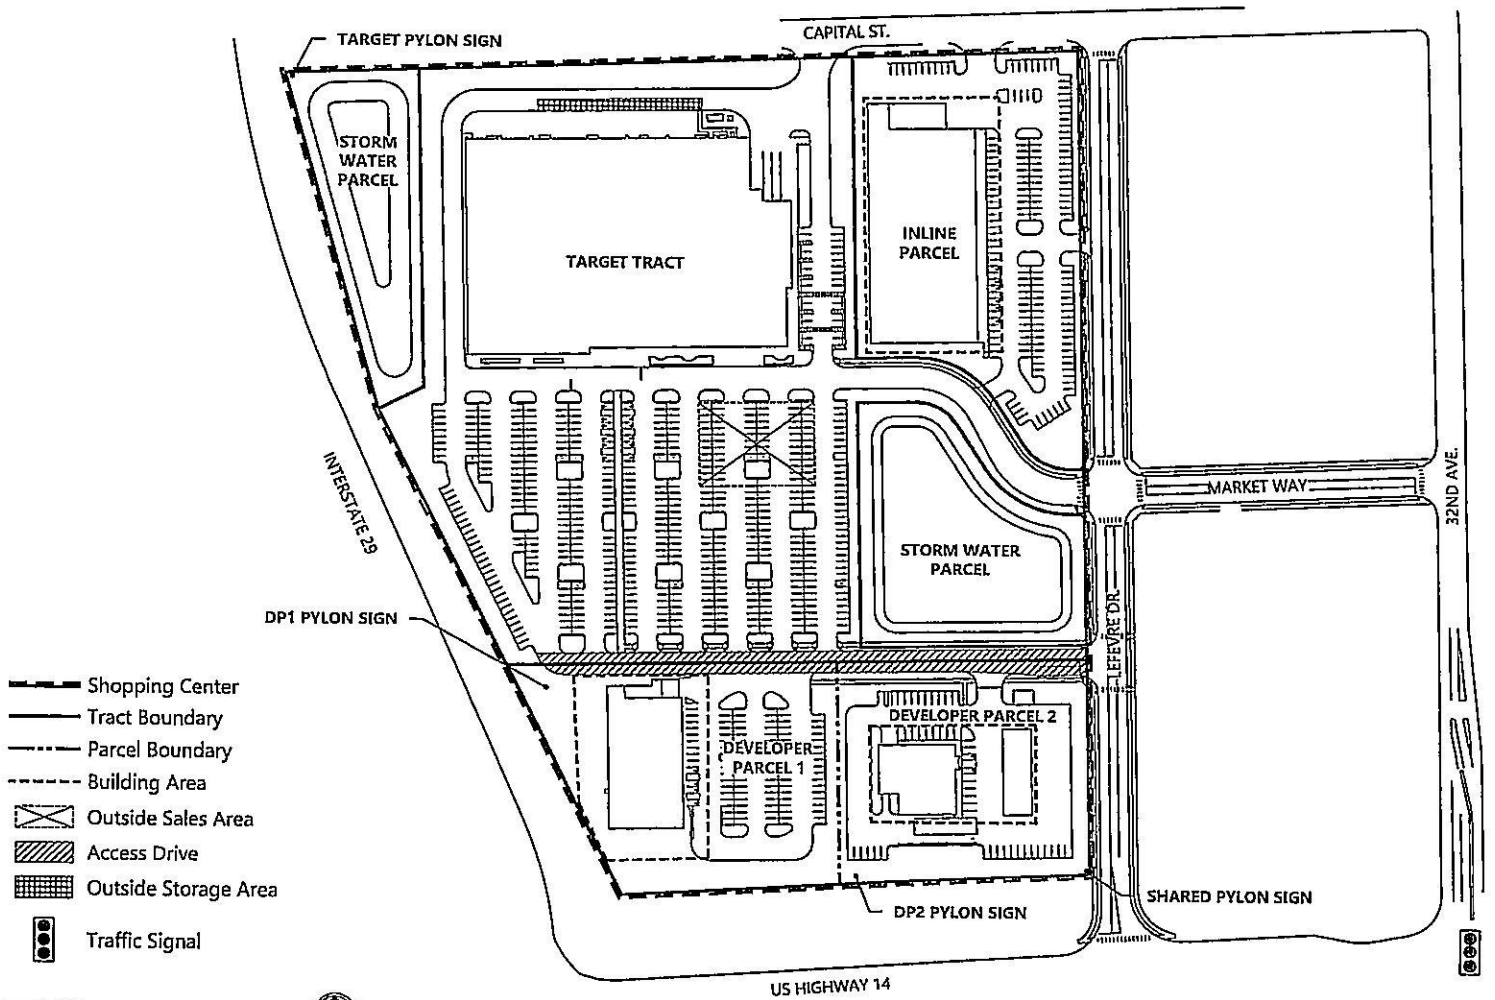 CAPITAL ST.
TARGET PYLON SIGN
STORM
WATER
PARCEL
TARGET TRACT
INLINE
PARCEL
INTERSTATE 29
MARKET WAY
32ND AVE.
STORM WATER
PARCEL
LEFEVRE DR.
DP1 PYLON SIGN
DEVELOPER
PARCEL 1
DEVELOPER PARCEL 2
SHARED PYLON SIGN
DP2 PYLON SIGN
US HIGHWAY 14
Shopping Center
Tract Boundary
Parcel Boundary
Building Area
Outside Sales Area
Access Drive
Outside Storage Area
Traffic Signal